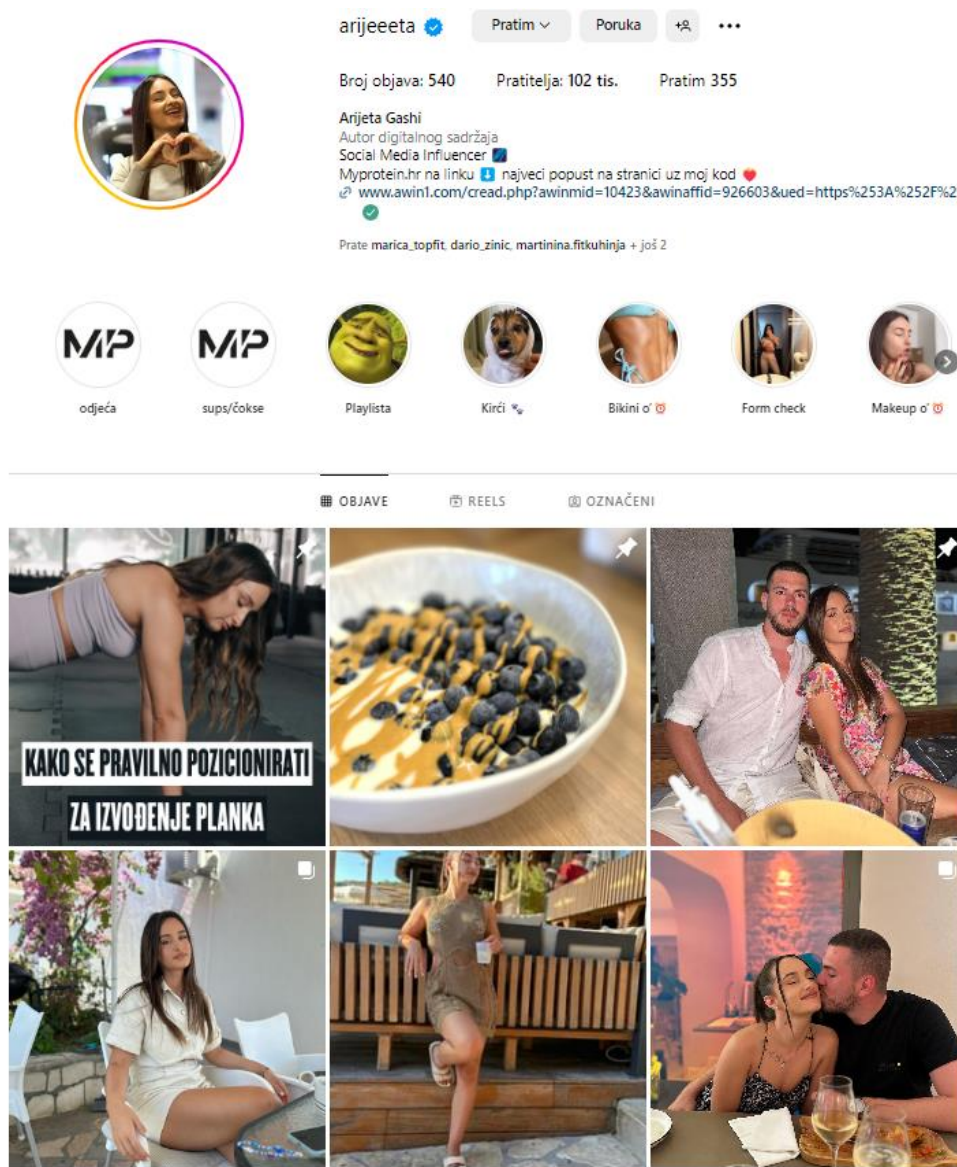 arijeeeta Pratim Poruka
Broj objava: 540 Pratitelja: 102 tis. Pratim 355
Arijeta Gashi
Autor digitalnog sadržaja
Social Media Influencer
Myprotein.hr na linku najveci popust na stranici uz moj kod
www.awin1.com/cread.php?awinmid=10423&awinaffid=926603&ued=https%253A%252F%2
Prate marica_topfit, dario_zinic, martinina.fitkuhinja + još 2
MP MP
odjeća sups/čokse Playlista Kirći Bikini o' Form check Makeup o'
OBJAVE REELS OZNAČENI
KAKO SE PRAVILNO POZICIONIRATI
ZA IZVOĐENJE PLANKA